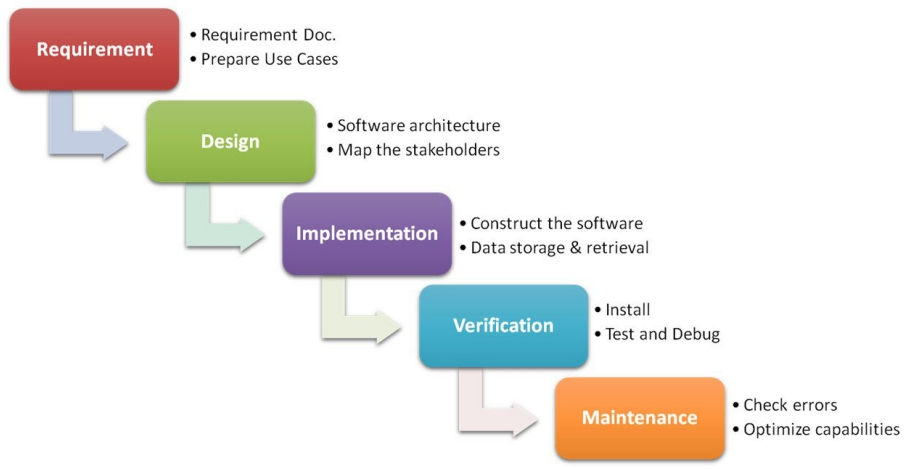 Requirement
• Requirement Doc.
• Prepare Use Cases
Design
• Software architecture
• Map the stakeholders
Implementation
• Construct the software
• Data storage & retrieval
Verification
• Install
• Test and Debug
Maintenance
• Check errors
• Optimize capabilities